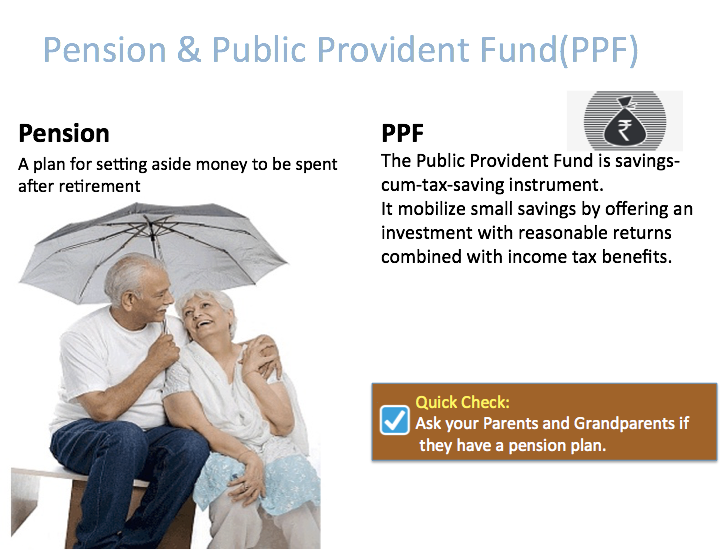 Pension & Public Provident Fund(PPF)
Pension
A plan for setting aside money to be spent
after retirement
PPF
₹
The Public Provident Fund is savings-
cum-tax-saving instrument.
It mobilize small savings by offering an
investment with reasonable returns
combined with income tax benefits.
Quick Check:
Ask your Parents and Grandparents if
they have a pension plan.